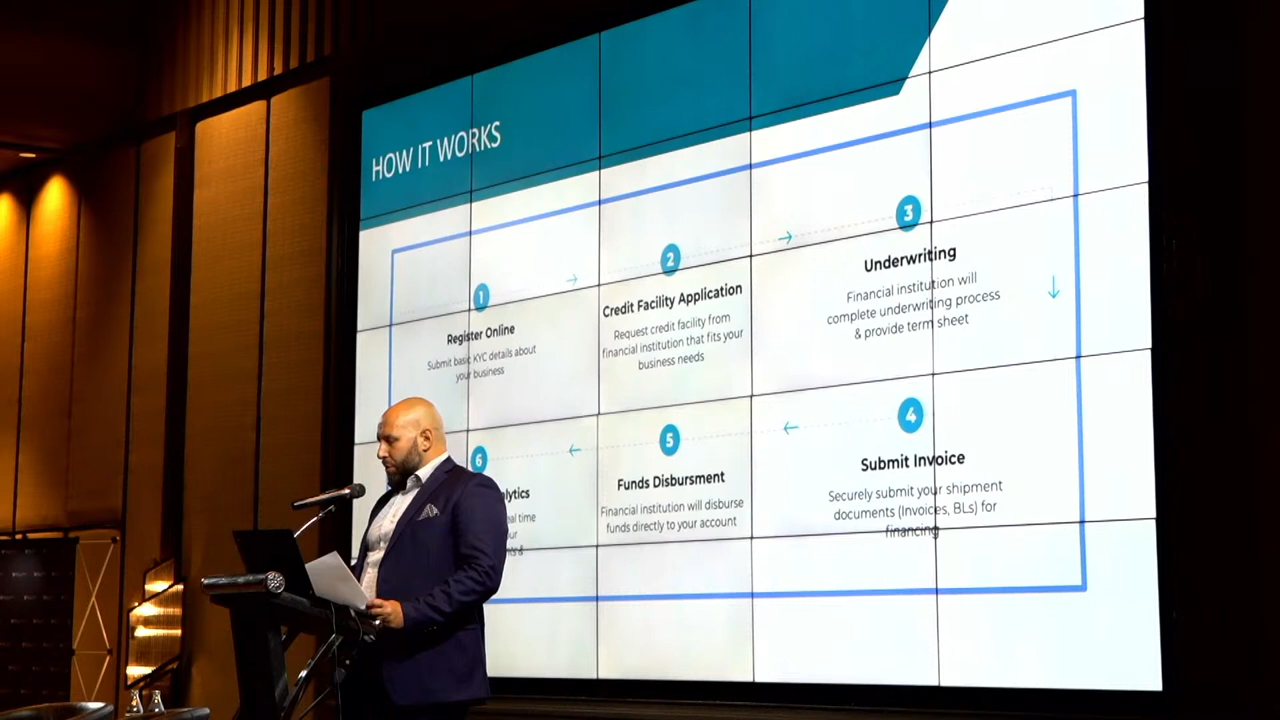 HOW IT WORKS
1
Register Online
Submit basic KYC details about
your business
2
Credit Facility Application
Request credit facility from
financial institution that fits your
business needs
3
Underwriting
Financial institution will
complete underwriting process
& provide term sheet
4
Submit Invoice
Securely submit your shipment
documents (Invoices, BLs) for
financing
5
Funds Disbursment
Financial institution will disburse
funds directly to your account
6
time
&